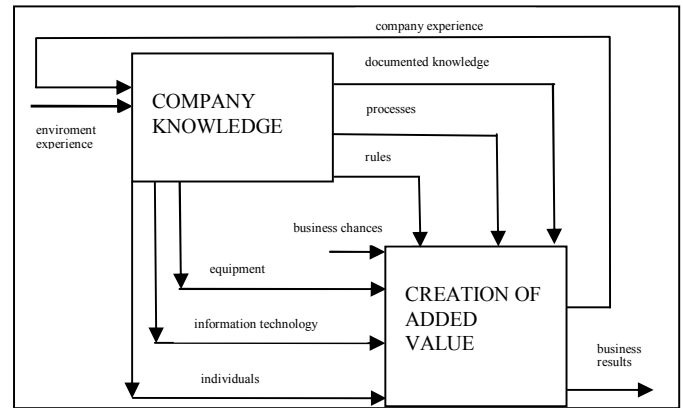 company experience
documented knowledge
COMPANY
KNOWLEDGE
processes
enviroment
experience
rules
business chances
equipment
CREATION OF
ADDED
VALUE
information technology
business
results
individuals